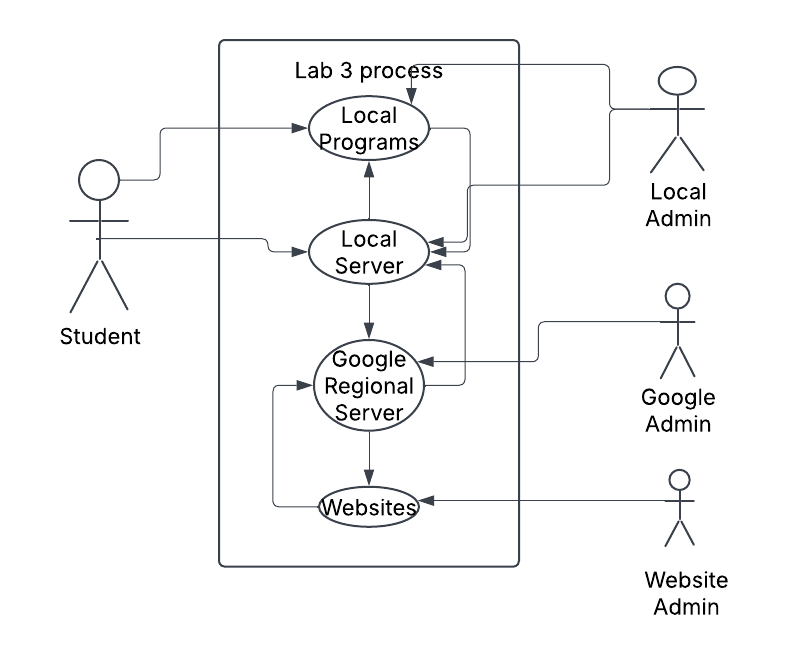 Lab 3 process
Local
Programs
Local
Server
Google
Regional
Server
Websites
Student
Local
Admin
Google
Admin
Website
Admin